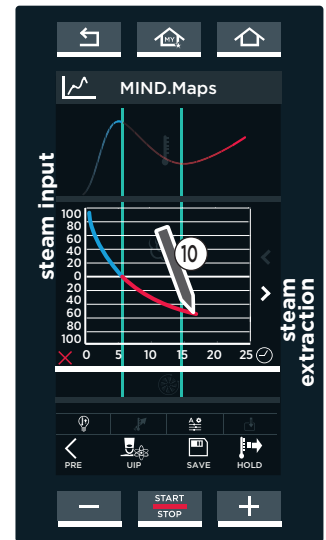 MY
MIND.Maps
steam input
100
80
60
40
20
0
20
40
60
80
100
0 5 10 15 20 25
10
steam
extraction
A
PRE UIP SAVE HOLD
START
STOP